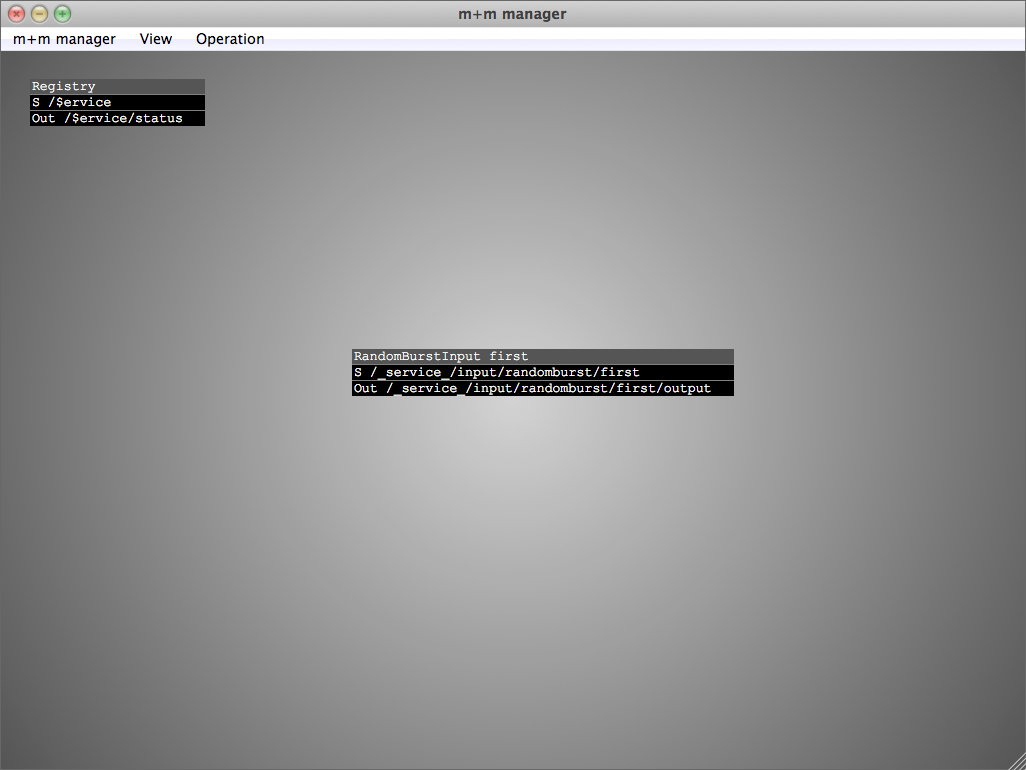 m+m manager
m+m manager View Operation
Registry
S /$ervice
Out /$ervice/status
RandomBurstInput first
S /_service_/input/randomburst/first
Out /_service_/input/randomburst/first/output